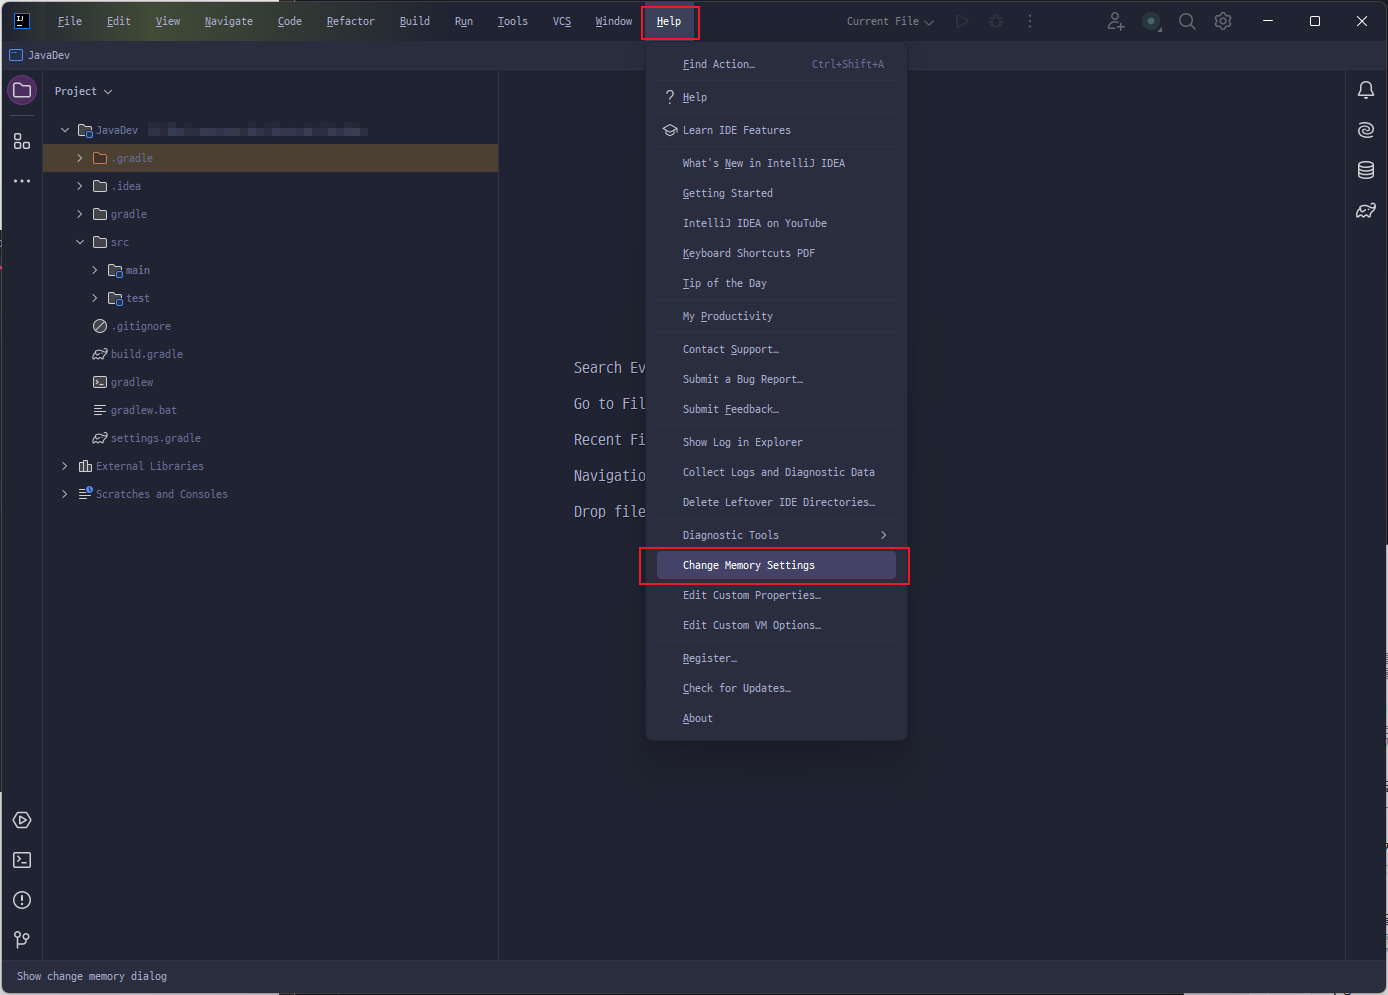 IJ
File Edit View Navigate Code Refactor Build Run Tools VCS Window Help Current File
JavaDev
Project
JavaDev
.gradle
.idea
gradle
src
main
test
.gitignore
build.gradle
gradlew
gradlew.bat
settings.gradle
External Libraries
Scratches and Consoles
Search Ev
Go to Fil
Recent Fi
Navigatio
Drop file
Find Action… Ctrl+Shift+A
? Help
Learn IDE Features
What's New in IntelliJ IDEA
Getting Started
IntelliJ IDEA on YouTube
Keyboard Shortcuts PDF
Tip of the Day
My Productivity
Contact Support…
Submit a Bug Report…
Submit Feedback…
Show Log in Explorer
Collect Logs and Diagnostic Data
Delete Leftover IDE Directories…
Diagnostic Tools
Change Memory Settings
Edit Custom Properties…
Edit Custom VM Options…
Register…
Check for Updates…
About
Show change memory dialog